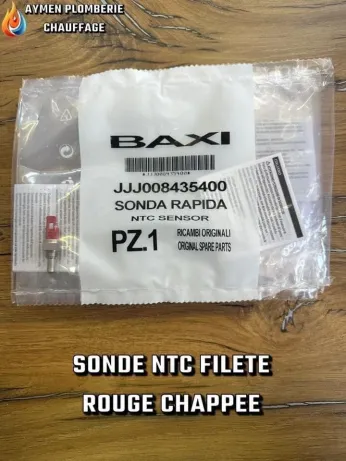 AYMEN PLOMBERIE
CHAUFFAGE
BAXI
JJJ008435400
SONDA RAPIDA
NTC SENSOR
PZ.1
RICAMBI ORIGINALI
ORIGINAL SPARE PARTS
SONDE NTC FILETE
ROUGE CHAPPEE